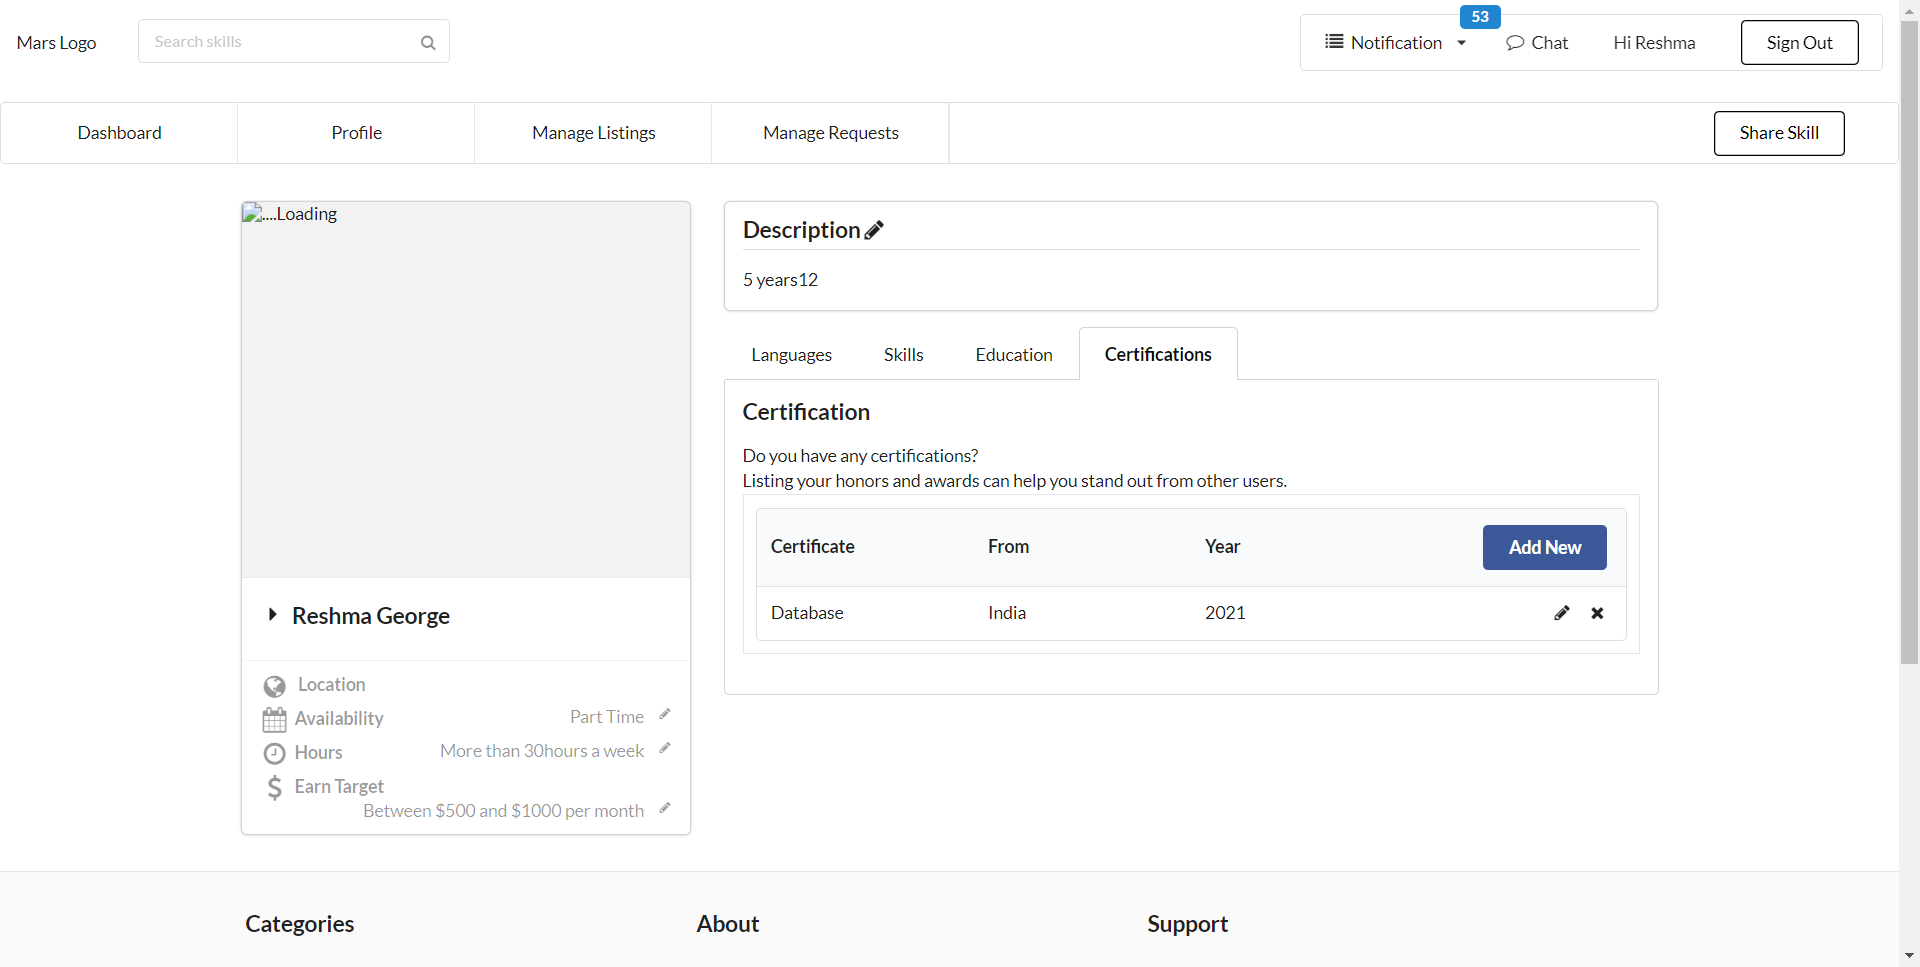 53
Mars Logo
Search skills
Notification
Chat
Hi Reshma
Sign Out
Dashboard
Profile
Manage Listings
Manage Requests
Share Skill
....Loading
Reshma George
Location
Availability
Part Time
Hours
More than 30hours a week
Earn Target
Between $500 and $1000 per month
Description
5 years12
Languages
Skills
Education
Certifications
Certification
Do you have any certifications?
Listing your honors and awards can help you stand out from other users.
Certificate
From
Year
Add New
Database
India
2021
Categories
About
Support